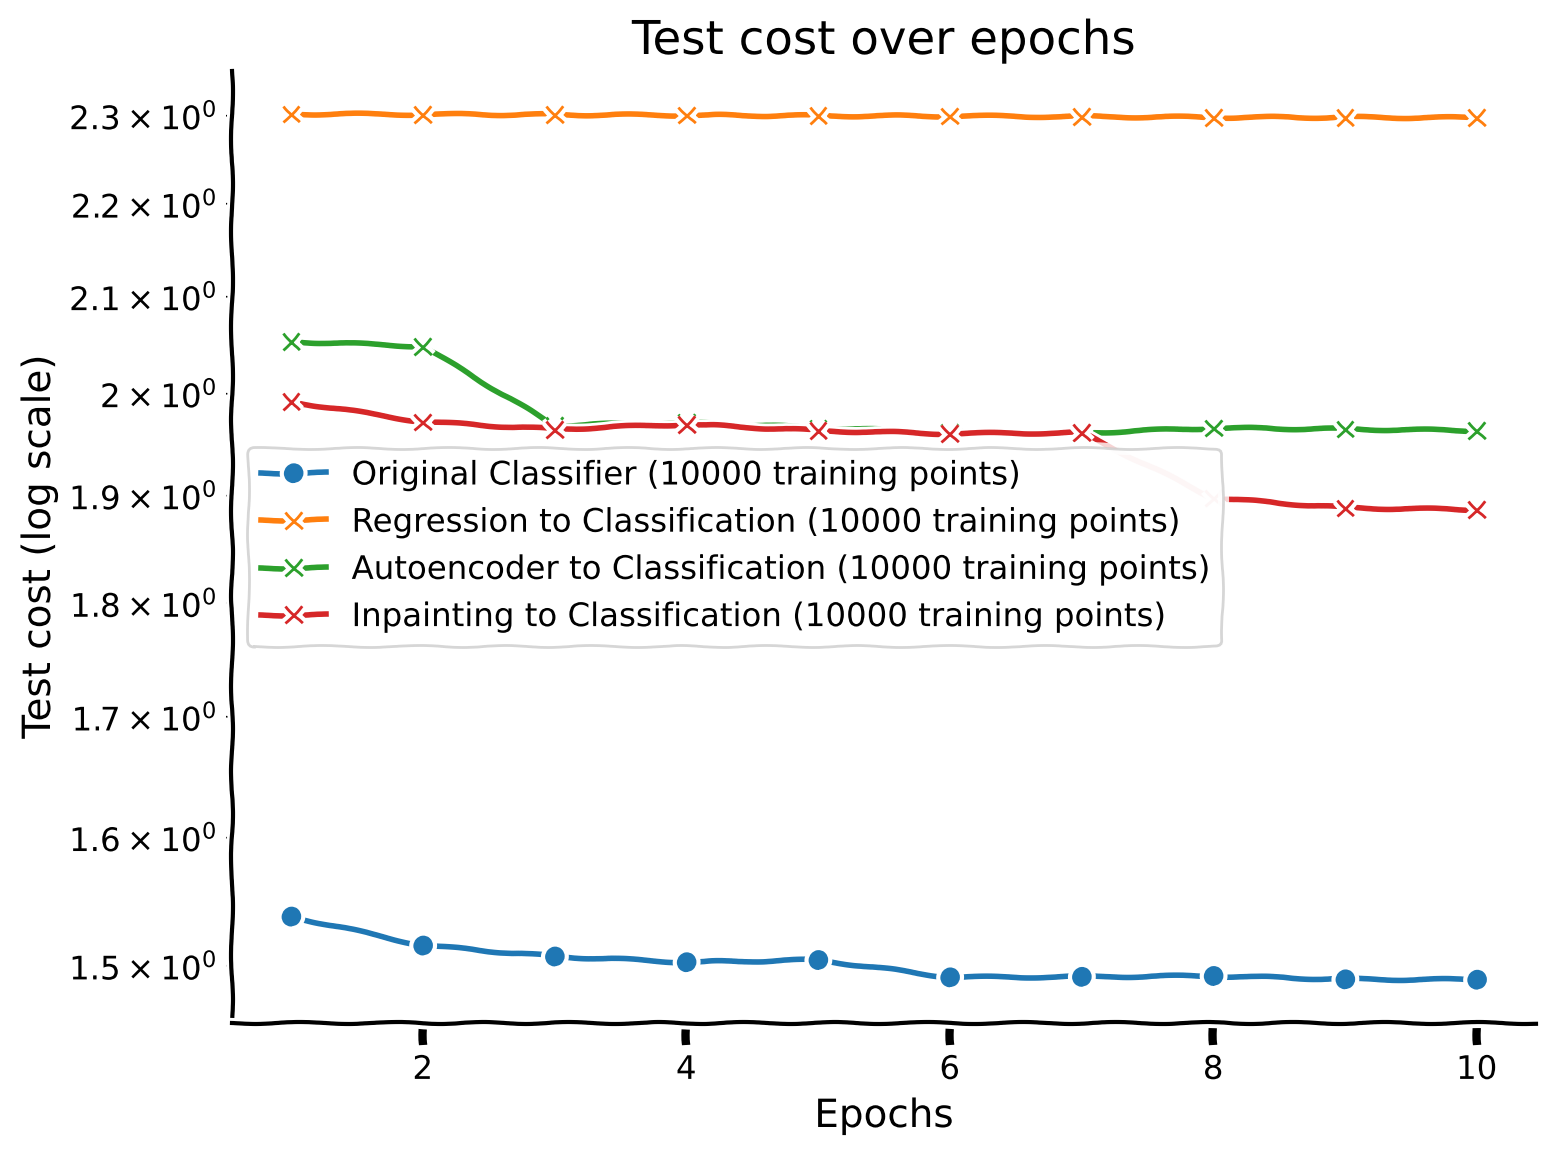 Test cost over epochs
2.3 × 10⁰
2.2 × 10⁰
2.1 × 10⁰
2 × 10⁰
1.9 × 10⁰
1.8 × 10⁰
1.7 × 10⁰
1.6 × 10⁰
1.5 × 10⁰
Test cost (log scale)
Original Classifier (10000 training points)
Regression to Classification (10000 training points)
Autoencoder to Classification (10000 training points)
Inpainting to Classification (10000 training points)
2 4 6 8 10
Epochs